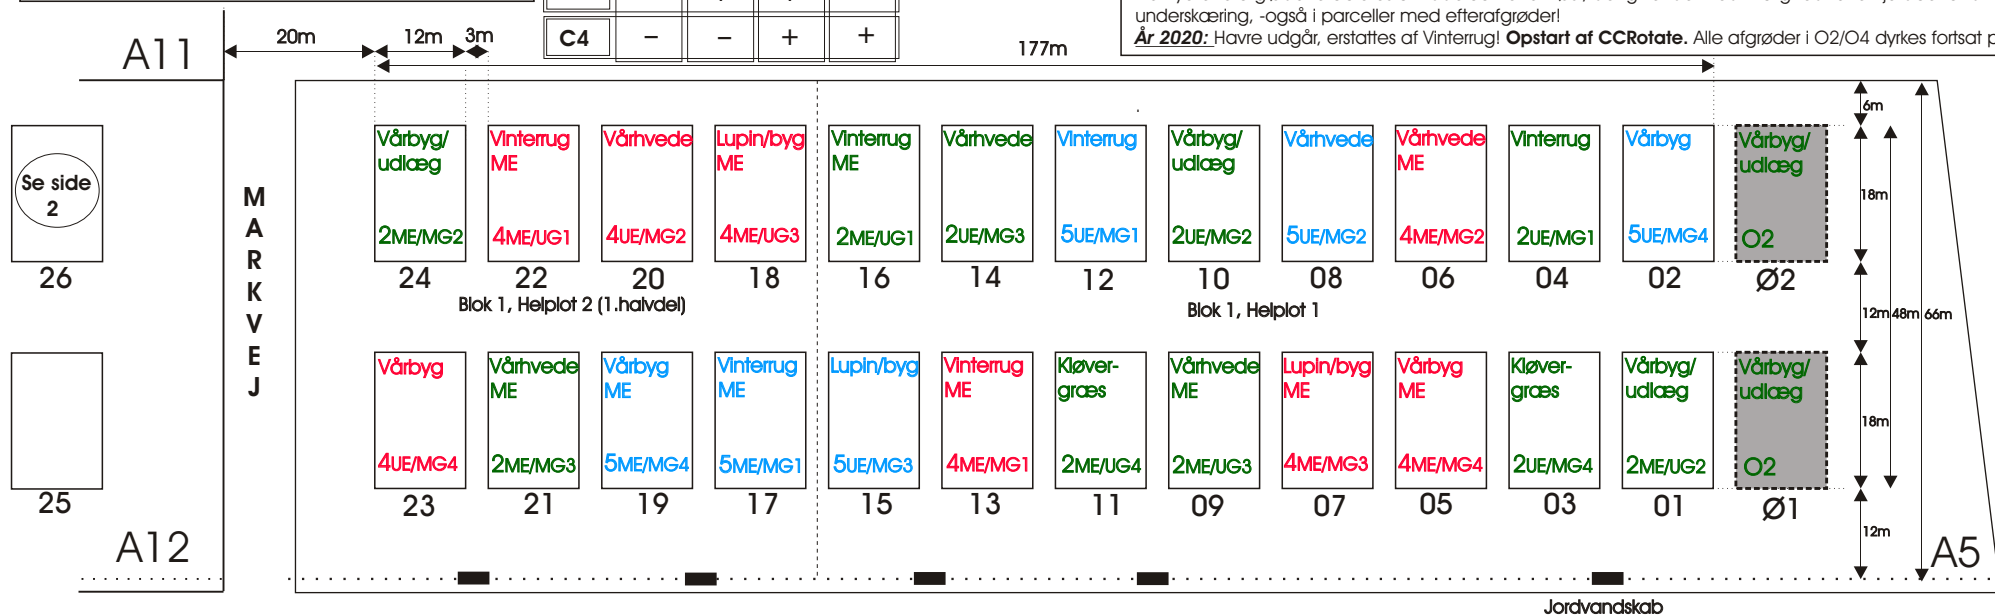 underskæring, -også i parceller med efterafgrøder!
År 2020: Havre udgår, erstattes af Vinterrug! Opstart af CCRotate. Alle afgrøder i O2/O4 dyrkes fortsat p
C4 – – + +
A11
20m
12m
3m
177m
6m
Se side
2
26
MARKVEJ
Vårbyg/ Vinterrug Vårhvede Lupin/byg Vinterrug Vårhvede Vinterrug Vårbyg/ Vårhvede Vårhvede Vinterrug Vårbyg Vårbyg/
udlæg ME ME ME udlæg ME udlæg
18m
2ME/MG2 4ME/UG1 4UE/MG2 4ME/UG3 2ME/UG1 2UE/MG3 5UE/MG1 2UE/MG2 5UE/MG2 4ME/MG2 2UE/MG1 5UE/MG4 O2
24 22 20 18 16 14 12 10 08 06 04 02 Ø2
Blok 1, Helplot 2 (1.halvdel)
Blok 1, Helplot 1
12m 48m 66m
Vårbyg Vårhvede Vårbyg Vinterrug Lupin/byg Vinterrug Kløver- Vårhvede Lupin/byg Vårbyg Kløver- Vårbyg/ Vårbyg/
ME ME ME ME græs ME ME ME græs udlæg udlæg
18m
4UE/MG4 2ME/MG3 5ME/MG4 5ME/MG1 5UE/MG3 4ME/MG1 2ME/UG4 2ME/UG3 4ME/MG3 4ME/MG4 2UE/MG4 2ME/UG2 O2
25
23 21 19 17 15 13 11 09 07 05 03 01 Ø1
12m
A12
A5
Jordvandskab